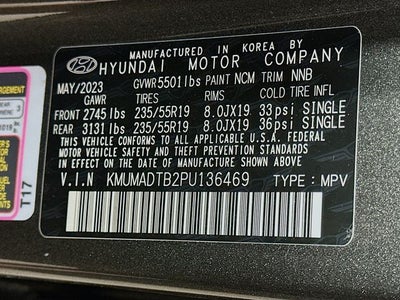 MANUFACTURED IN KOREA BY
HYUNDAI MOTOR COMPANY
MAY/2023 GVWR5501lbs PAINT NCM TRIM NNB
GAWR TIRES RIMS COLD TIRE INFL
FRONT 2745 lbs 235/55R19 8.0JX19 33psi SINGLE
REAR 3131 lbs 235/55R19 8.0JX19 36psi SINGLE
THIS VEHICLE CONFORMS TO ALL APPLICABLE U.S.A. FEDERAL
MOTOR VEHICLE SAFETY, BUMPER, AND
THEFT PREVENTION STANDARDS IN EFFECT ON THE DATE OF
MANUFACTURE SHOWN ABOVE.
V.I.N KMUMADTB2PU136469 TYPE: MPV
T17